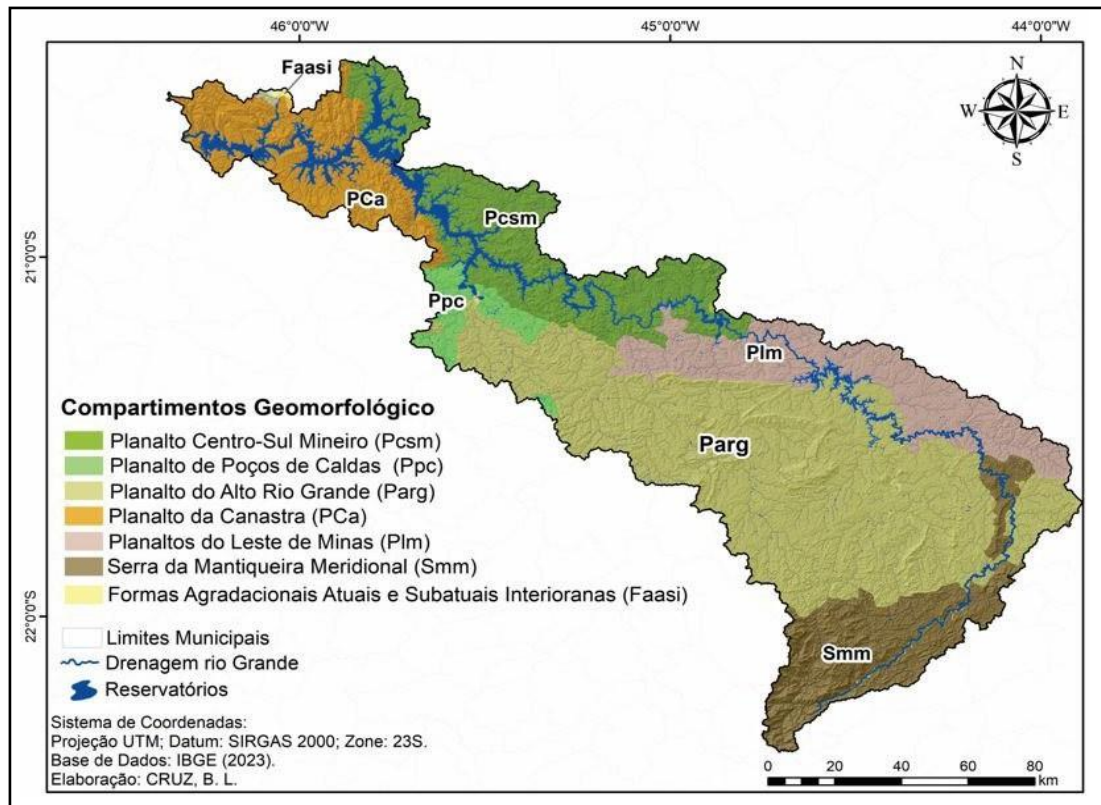 46°0'0"W
45°0'0"W
44°0'0"W
Faasi
N
W
E
S
PCa
Pcsm
21°0'0"S
Ppc
Plm
Compartimentos Geomorfológico
Parg
Planalto Centro-Sul Mineiro (Pcsm)
Planalto de Poços de Caldas (Ppc)
Planalto do Alto Rio Grande (Parg)
Planalto da Canastra (PCa)
Planaltos do Leste de Minas (Plm)
Serra da Mantiqueira Meridional (Smm)
Formas Agradacionais Atuais e Subatuais Interioranas (Faasi)
22°0'0"S
Limites Municipais
Drenagem rio Grande
Smm
Reservatórios
Sistema de Coordenadas:
Projeção UTM; Datum: SIRGAS 2000; Zone: 23S.
Base de Dados: IBGE (2023).
Elaboração: CRUZ, B. L.
0 20 40 60 80
km